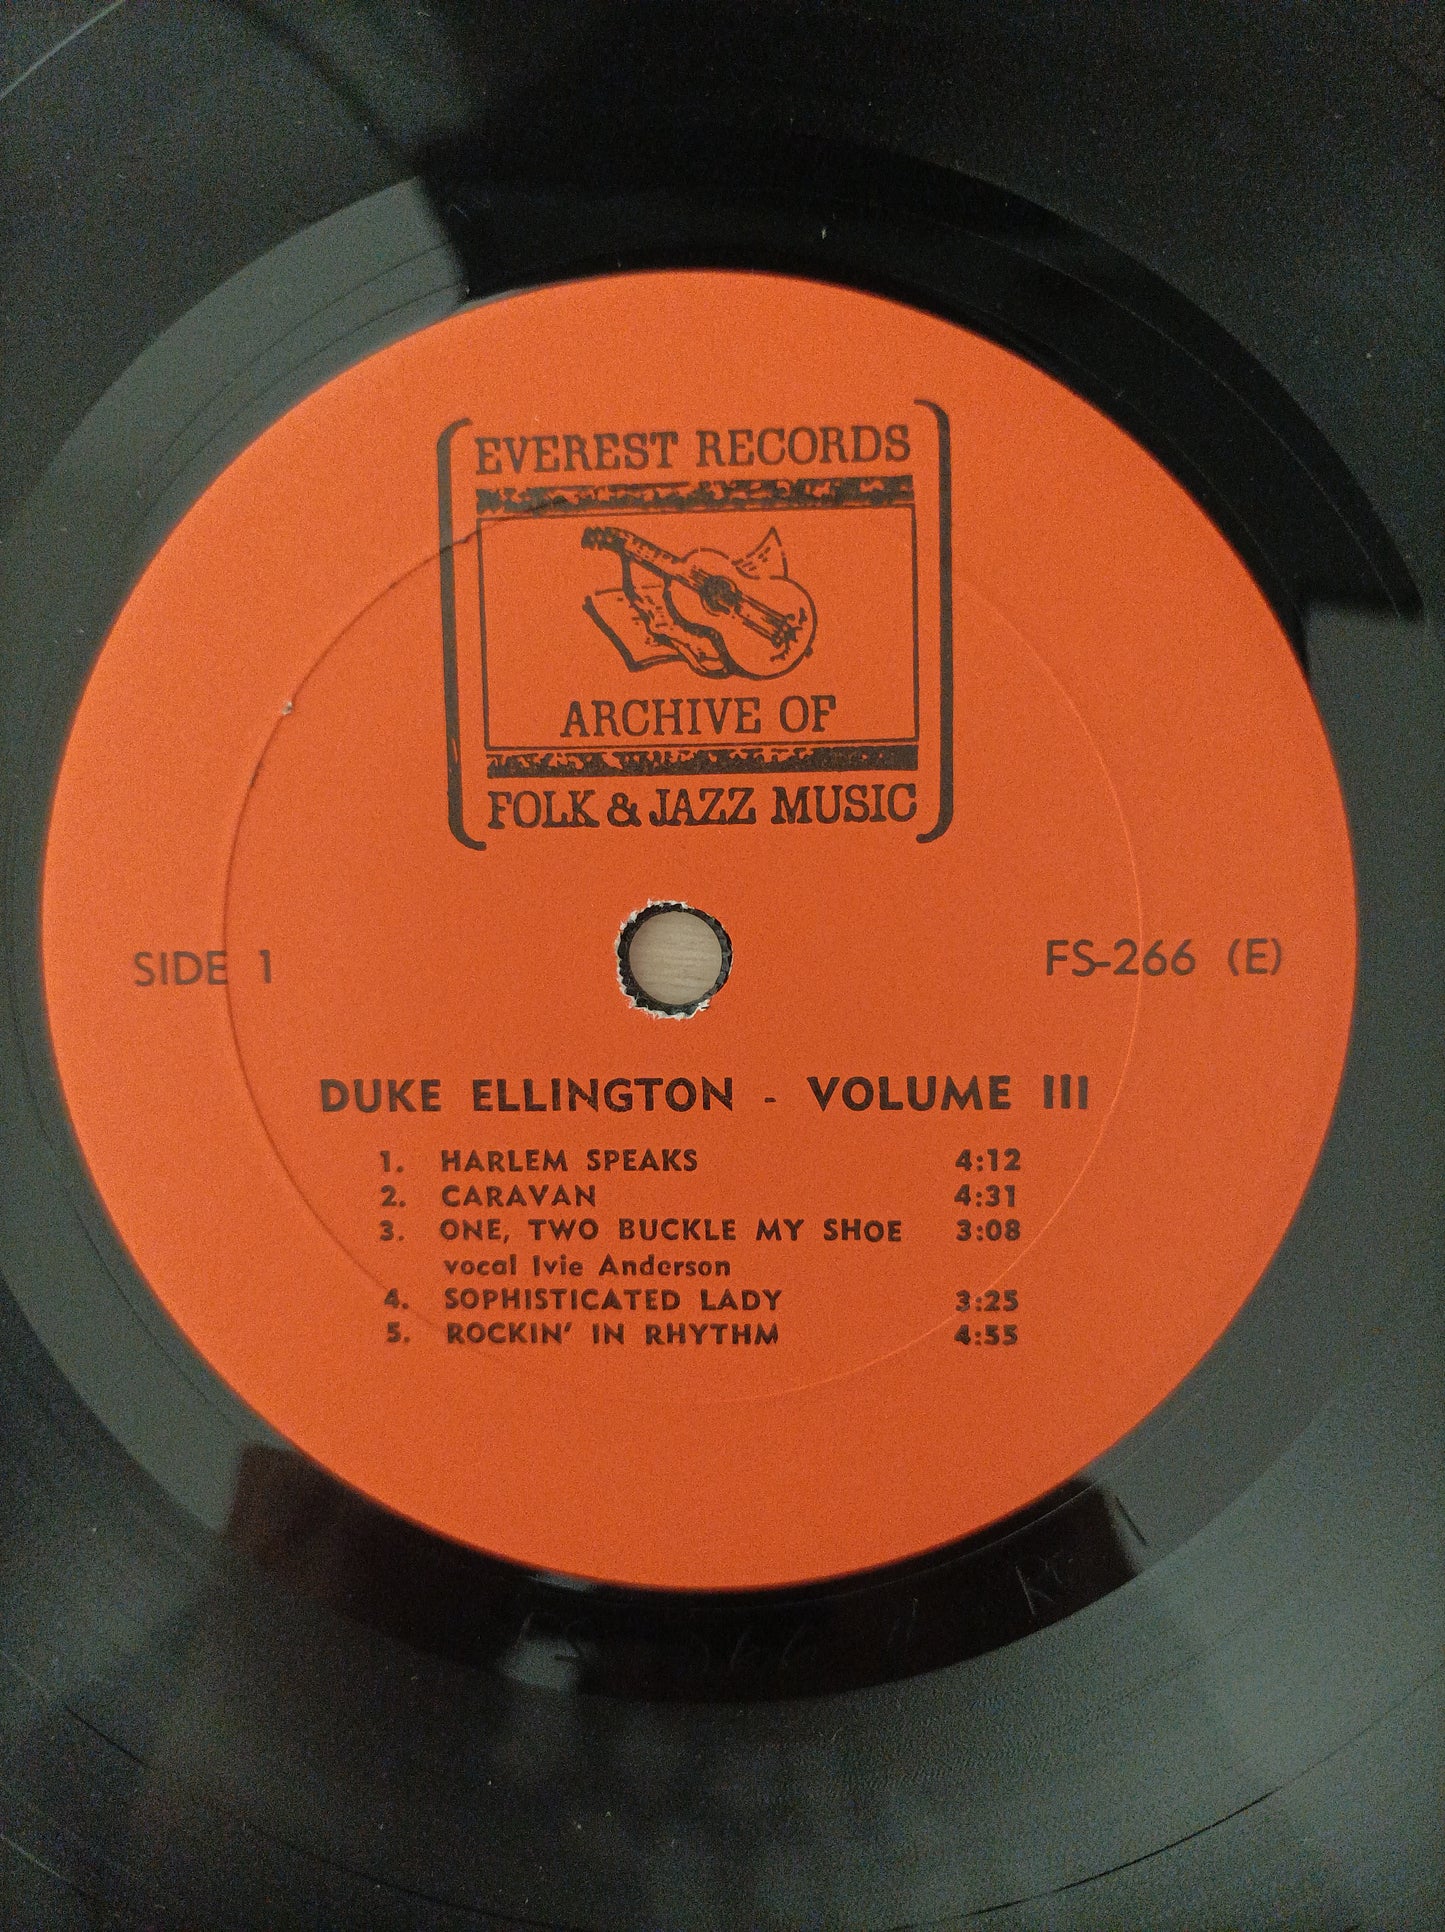 EVEREST RECORDS
ARCHIVE OF
FOLK & JAZZ MUSIC
SIDE 1
FS-266 (E)
DUKE ELLINGTON - VOLUME III
1. HARLEM SPEAKS 4:12
2. CARAVAN 4:31
3. ONE, TWO BUCKLE MY SHOE 3:08
vocal Ivie Anderson
4. SOPHISTICATED LADY 3:25
5. ROCKIN' IN RHYTHM 4:55